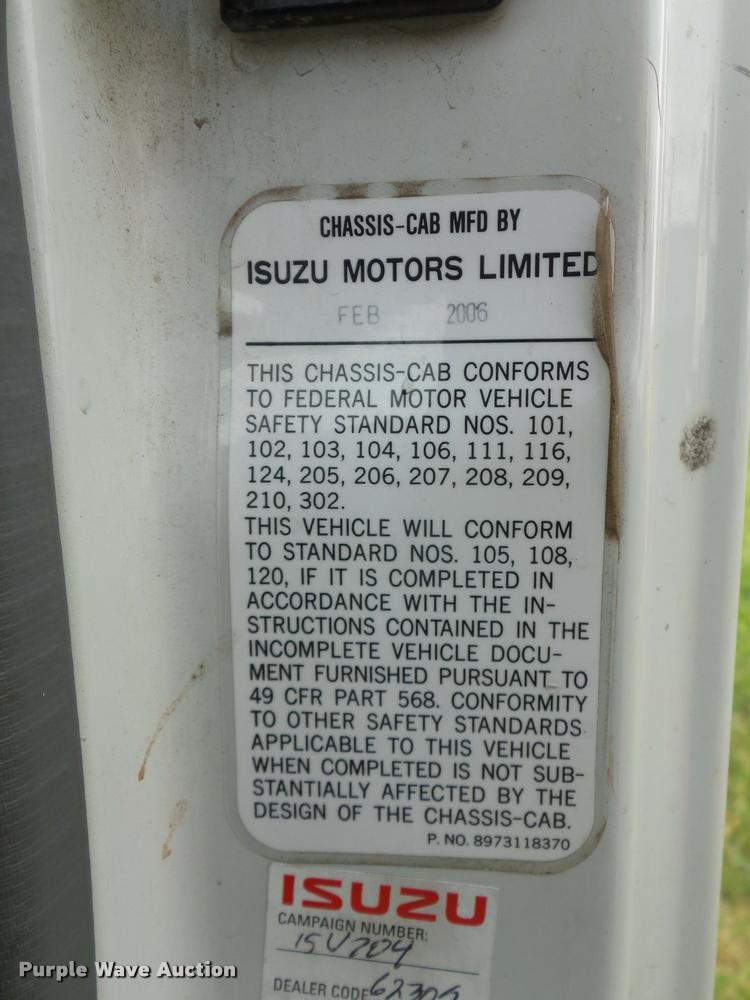 CHASSIS-CAB MFD BY
ISUZU MOTORS LIMITED
FEB 2006
THIS CHASSIS-CAB CONFORMS
TO FEDERAL MOTOR VEHICLE
SAFETY STANDARD NOS. 101,
102, 103, 104, 106, 111, 116,
124, 205, 206, 207, 208, 209,
210, 302.
THIS VEHICLE WILL CONFORM
TO STANDARD NOS. 105, 108,
120, IF IT IS COMPLETED IN
ACCORDANCE WITH THE IN-
STRUCTIONS CONTAINED IN THE
INCOMPLETE VEHICLE DOCU-
MENT FURNISHED PURSUANT TO
49 CFR PART 568. CONFORMITY
TO OTHER SAFETY STANDARDS
APPLICABLE TO THIS VEHICLE
WHEN COMPLETED IS NOT SUB-
STANTIALLY AFFECTED BY THE
DESIGN OF THE CHASSIS-CAB.
P. NO. 8973118370
ISUZU
CAMPAIGN NUMBER:
DEALER CODE
Purple Wave Auction